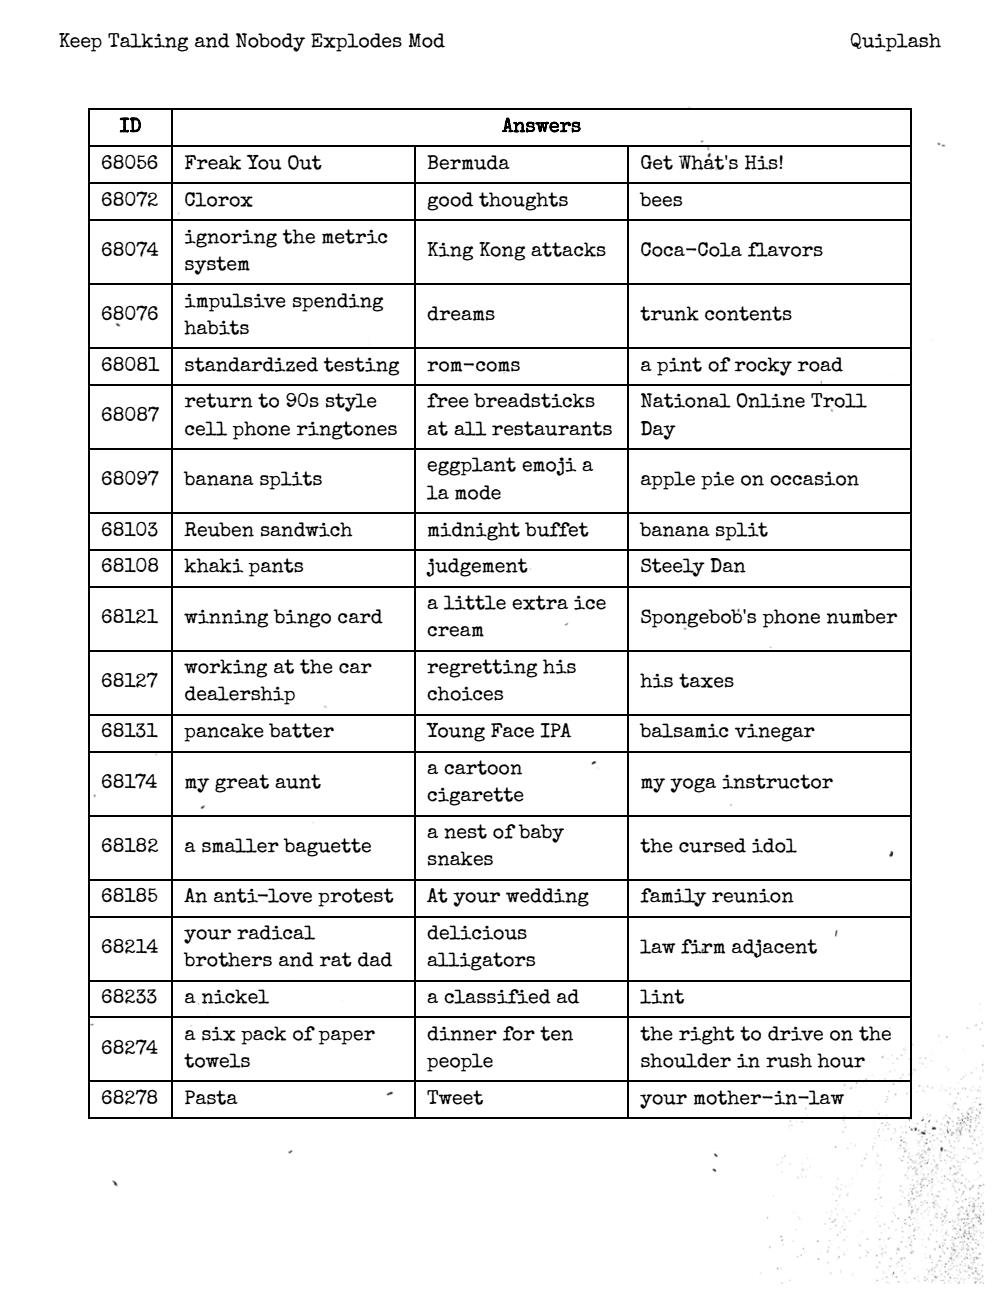 Keep Talking and Nobody Explodes Mod Quiplash
ID Answers
68056 Freak You Out Bermuda Get What's His!
68072 Clorox good thoughts bees
68074 ignoring the metric system King Kong attacks Coca-Cola flavors
68076 impulsive spending habits dreams trunk contents
68081 standardized testing rom-coms a pint of rocky road
68087 return to 90s style cell phone ringtones free breadsticks at all restaurants National Online Troll Day
68097 banana splits eggplant emoji a la mode apple pie on occasion
68103 Reuben sandwich midnight buffet banana split
68108 khaki pants judgement Steely Dan
68121 winning bingo card a little extra ice cream Spongebob's phone number
68127 working at the car dealership regretting his choices his taxes
68131 pancake batter Young Face IPA balsamic vinegar
68174 my great aunt a cartoon cigarette my yoga instructor
68182 a smaller baguette a nest of baby snakes the cursed idol
68185 An anti-love protest At your wedding family reunion
68214 your radical brothers and rat dad delicious alligators law firm adjacent
68233 a nickel a classified ad lint
68274 a six pack of paper towels dinner for ten people the right to drive on the shoulder in rush hour
68278 Pasta Tweet your mother-in-law